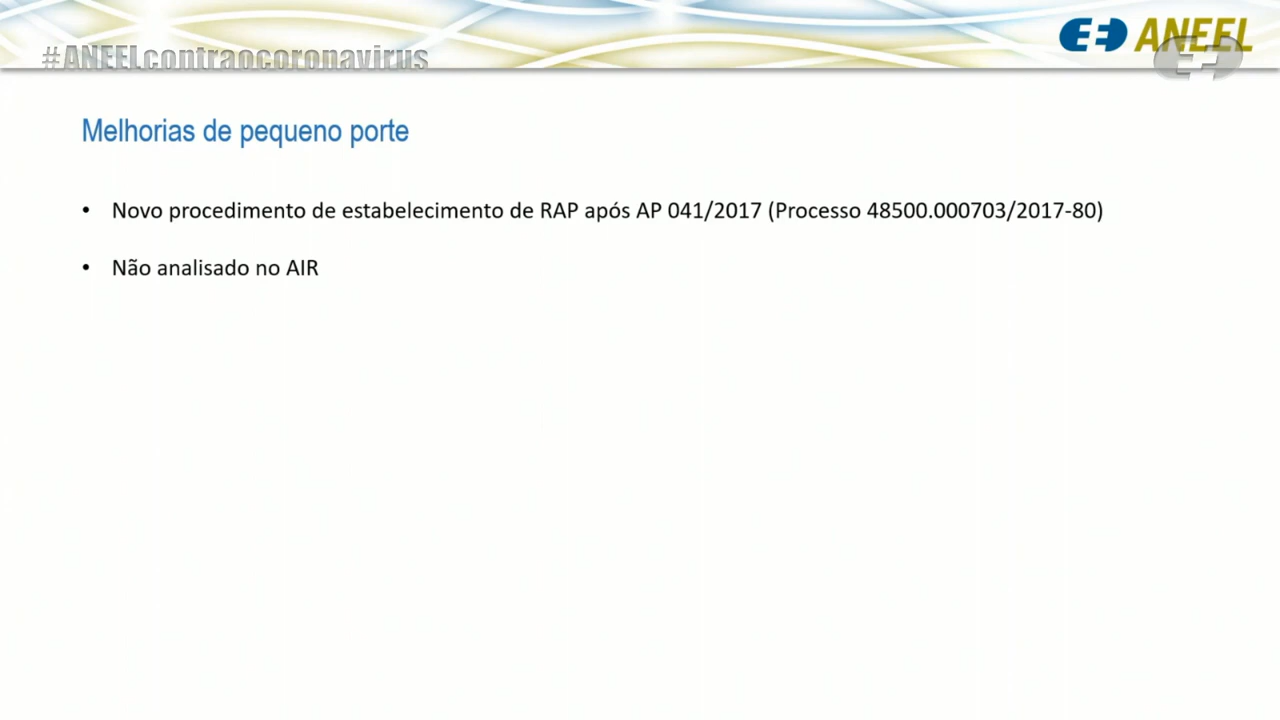 #ANEELcontraocoronavirus
ANEEL
Melhorias de pequeno porte
• Novo procedimento de estabelecimento de RAP após AP 041/2017 (Processo 48500.000703/2017-80)
• Não analisado no AIR